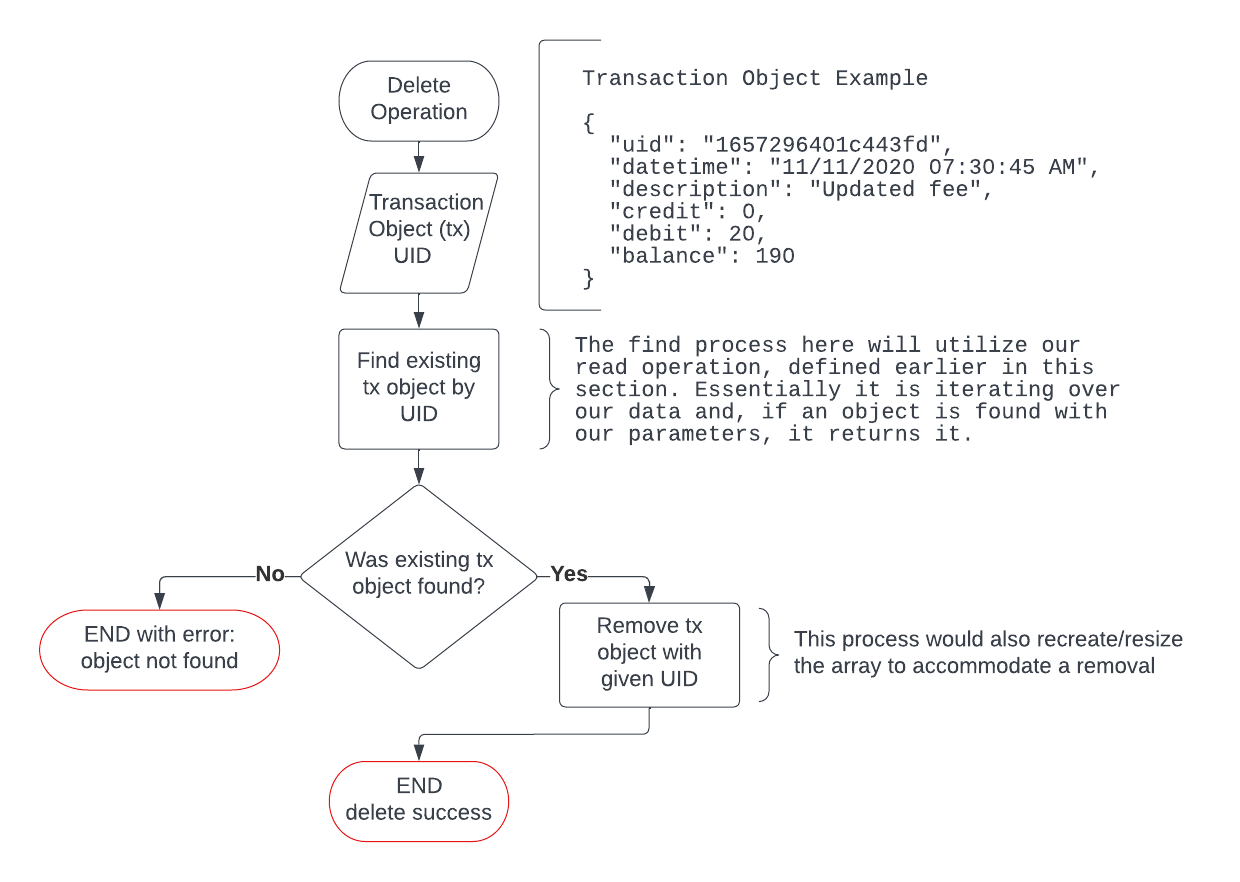 Delete
Operation
Transaction Object Example
{
"uid": "1657296401c443fd",
"datetime": "11/11/2020 07:30:45 AM",
"description": "Updated fee",
"credit": 0,
"debit": 20,
"balance": 190
}
Transaction
Object (tx)
UID
Find existing
tx object by
UID
The find process here will utilize our
read operation, defined earlier in this
section. Essentially it is iterating over
our data and, if an object is found with
our parameters, it returns it.
Was existing tx
object found?
No
Yes
END with error:
object not found
Remove tx
object with
given UID
This process would also recreate/resize
the array to accommodate a removal
END
delete success